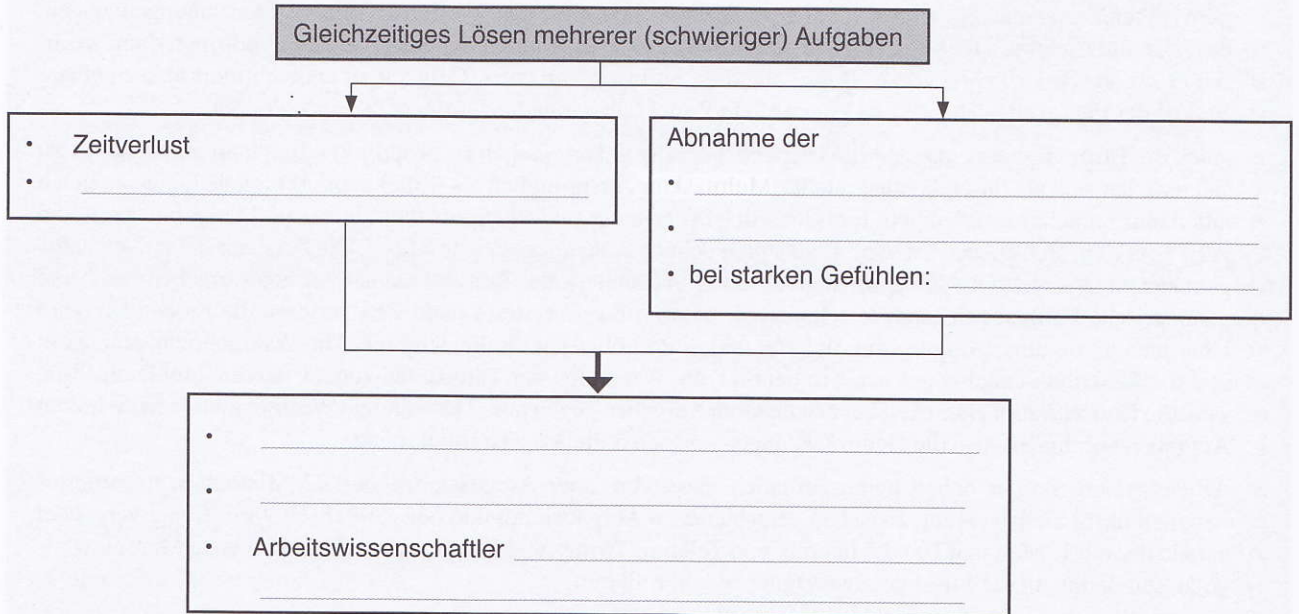 Gleichzeitiges Lösen mehrerer (schwieriger) Aufgaben
• Zeitverlust
•
Abnahme der
•
•
• bei starken Gefühlen:
•
•
• Arbeitswissenschaftler